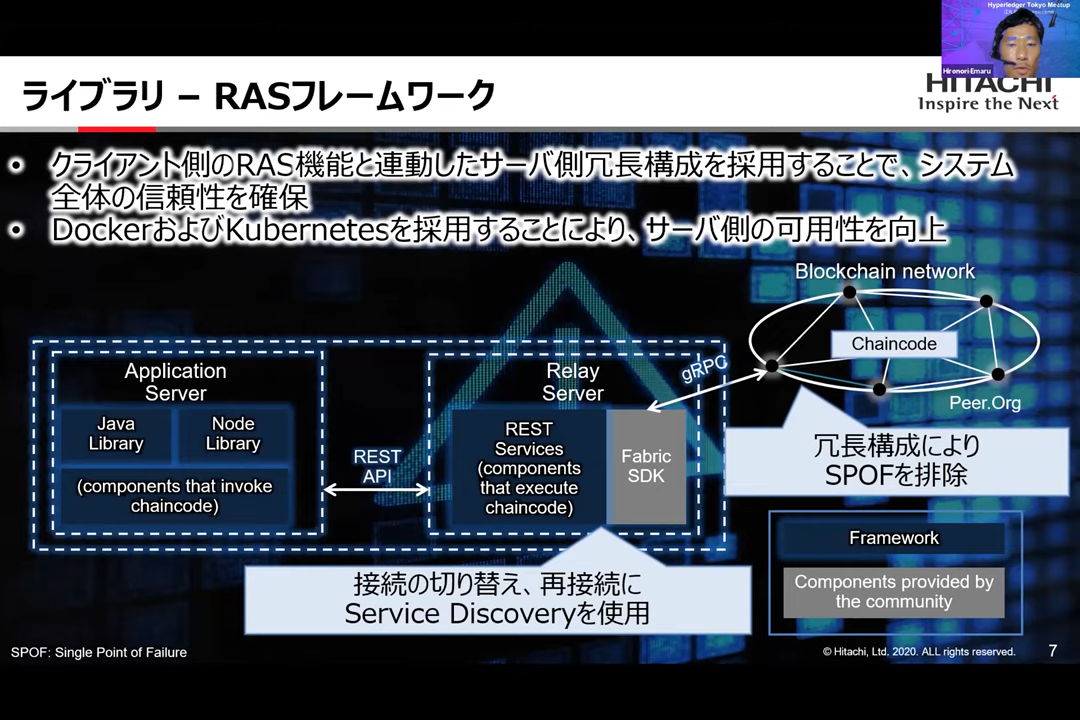 Hyperledger Tokyo Meetup
Hironori Emaru
ライブラリ – RASフレームワーク
HITACHI
Inspire the Next
• クライアント側のRAS機能と連動したサーバ側冗長構成を採用することで、システム
全体の信頼性を確保
• DockerおよびKubernetesを採用することにより、サーバ側の可用性を向上
Blockchain network
Chaincode
Peer.Org
Application
Server
Java
Library
Node
Library
(components that invoke
chaincode)
REST
API
Relay
Server
REST
Services
(components
that execute
chaincode)
Fabric
SDK
gRPC
冗長構成により
SPOFを排除
接続の切り替え、再接続に
Service Discoveryを使用
Framework
Components provided by
the community
SPOF: Single Point of Failure
© Hitachi, Ltd. 2020. ALL rights reserved.
7